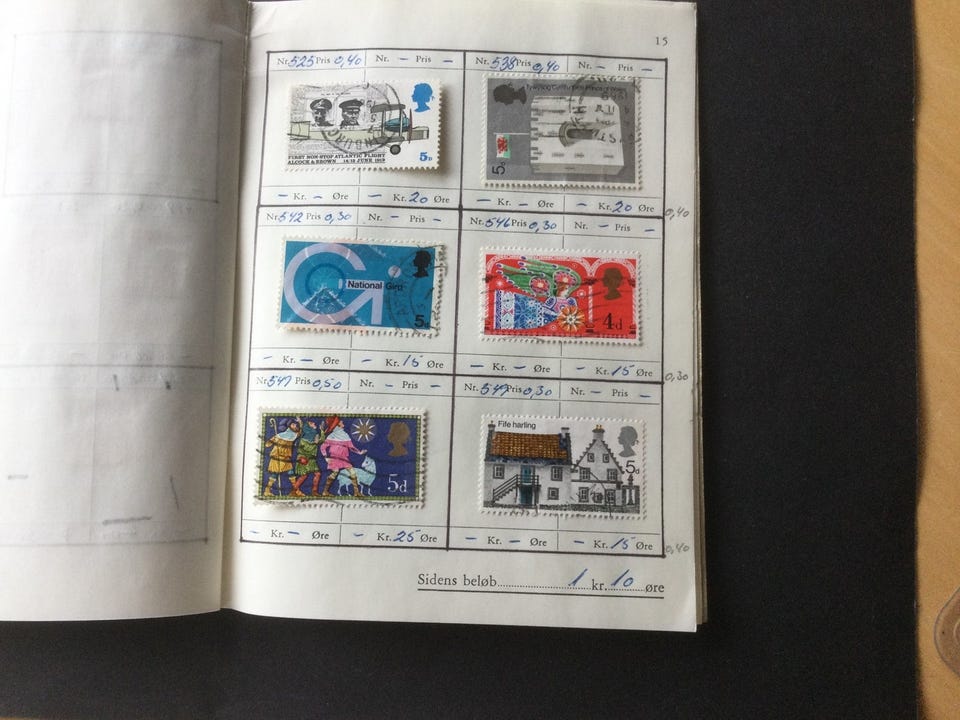 15
Nr. 525 Pris 0,40 Nr. – Pris –
Nr. 538 Pris 0,40 Nr. – Pris –
FIRST NON-STOP ATLANTIC FLIGHT
ALCOCK & BROWN 14/15 JUNE 1919
5D
5D
– Kr. – Øre – Kr. 20 Øre
– Kr. – Øre – Kr. 20 Øre
0,40
Nr. 542 Pris 0,30 Nr. – Pris –
Nr. 546 Pris 0,30 Nr. – Pris –
National Giro
5d
4d
– Kr. – Øre – Kr. 15 Øre
– Kr. – Øre – Kr. 15 Øre
0,30
Nr. 547 Pris 0,50 Nr. – Pris –
Nr. 549 Pris 0,30 Nr. – Pris –
5d
Fife harling
5d
– Kr. – Øre – Kr. 25 Øre
– Kr. – Øre – Kr. 15 Øre
0,40
Sidens beløb 1 kr. 10 øre